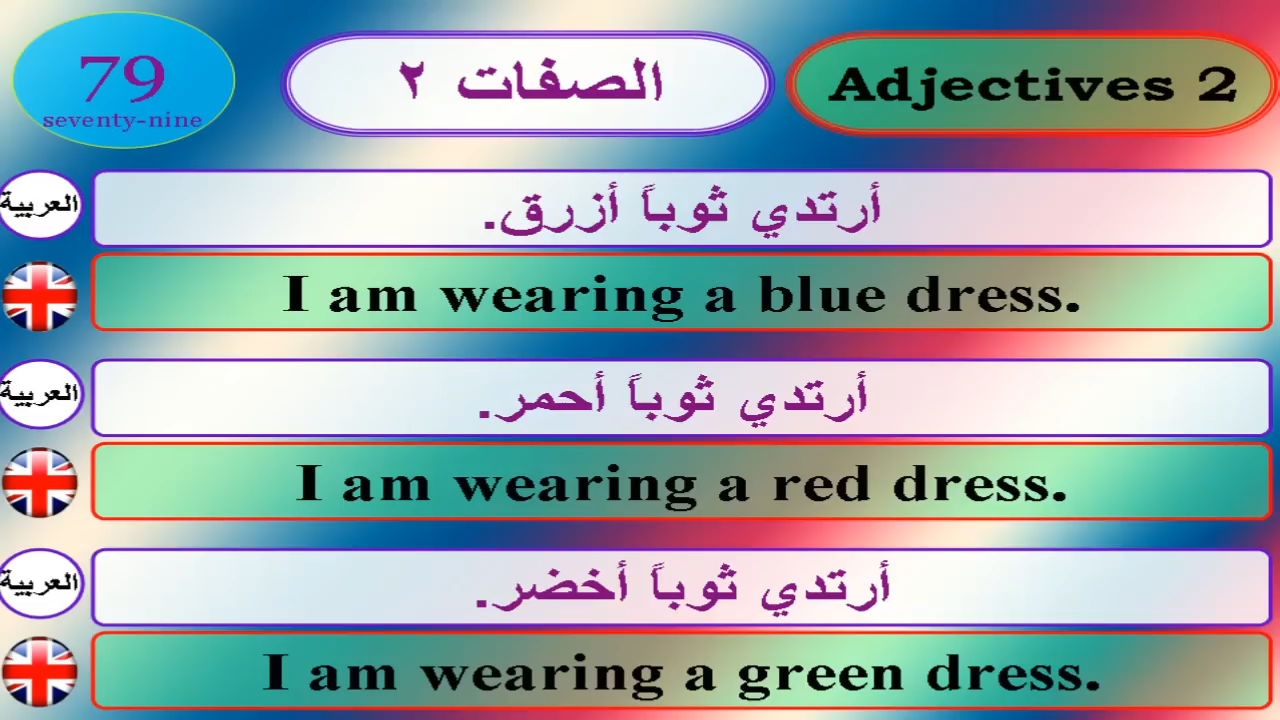 79
seventy-nine
الصفات ٢
Adjectives 2
العربية
أرتدي ثوباً أزرق.
I am wearing a blue dress.
العربية
أرتدي ثوباً أحمر.
I am wearing a red dress.
العربية
أرتدي ثوباً أخضر.
I am wearing a green dress.